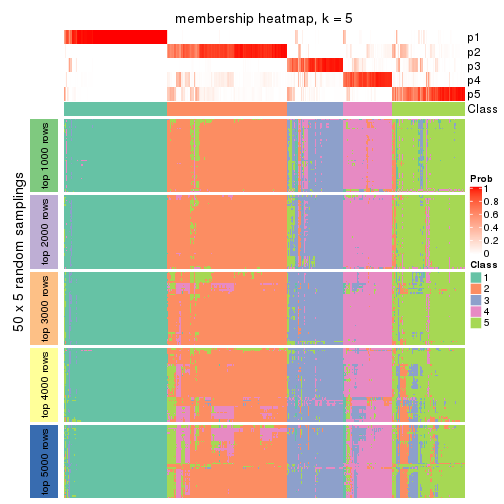 membership heatmap, k = 5
p1
p2
p3
p4
p5
Class
50 x 5 random samplings
top 1000 rows
top 2000 rows
top 3000 rows
top 4000 rows
top 5000 rows
Prob
1
0.8
0.6
0.4
0.2
0
Class
1
2
3
4
5